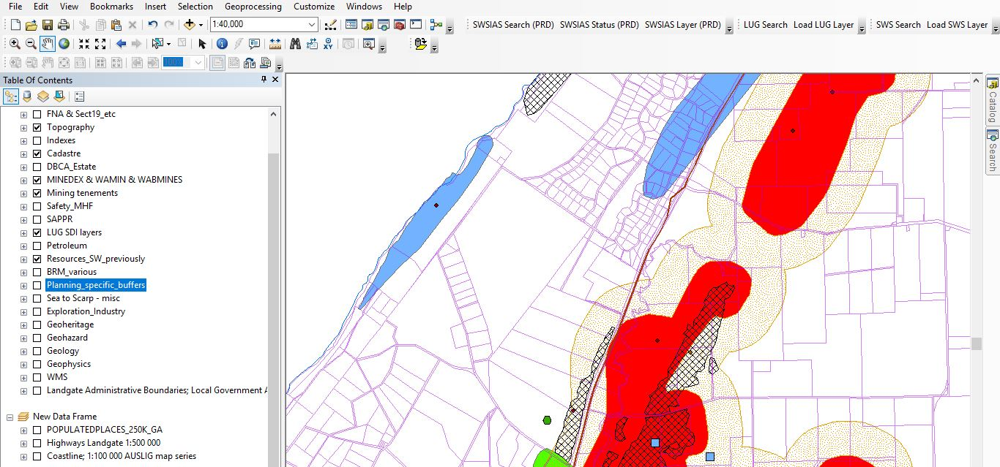 File Edit View Bookmarks Insert Selection Geoprocessing Customize Windows Help
1:40,000 SWSIAS Search (PRD) SWSIAS Status (PRD) SWSIAS Layer (PRD) LUG Search Load LUG Layer SWS Search Load SWS Layer
XY
100%
Table Of Contents
FNA & Sect19_etc
Topography
Indexes
Cadastre
DBCA_Estate
MINEDEX & WAMIN & WABMINES
Mining tenements
Safety_MHF
SAPPR
LUG SDI layers
Petroleum
Resources_SW_previously
BRM_various
Planning_specific_buffers
Sea to Scarp - misc
Exploration_Industry
Geoheritage
Geohazard
Geology
Geophysics
WMS
Landgate Administrative Boundaries; Local Government A
New Data Frame
POPULATEDPLACES_250K_GA
Highways Landgate 1:500 000
Coastline; 1:100 000 AUSLIG map series
Catalog
Search